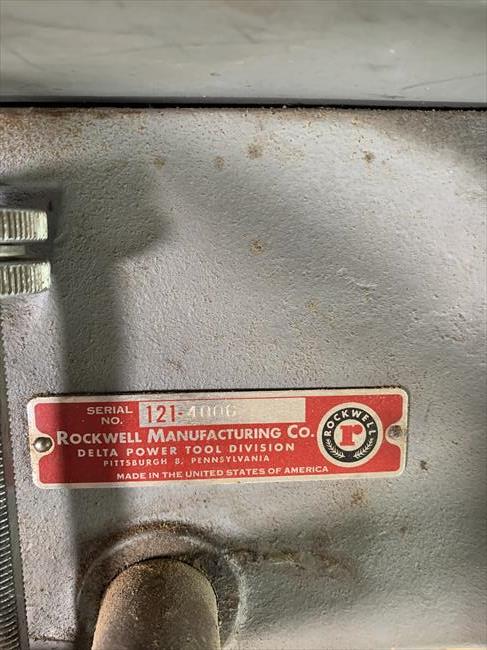 SERIAL NO. 121-4006
ROCKWELL MANUFACTURING CO.
DELTA POWER TOOL DIVISION
PITTSBURGH 8, PENNSYLVANIA
MADE IN THE UNITED STATES OF AMERICA
ROCKWELL
r